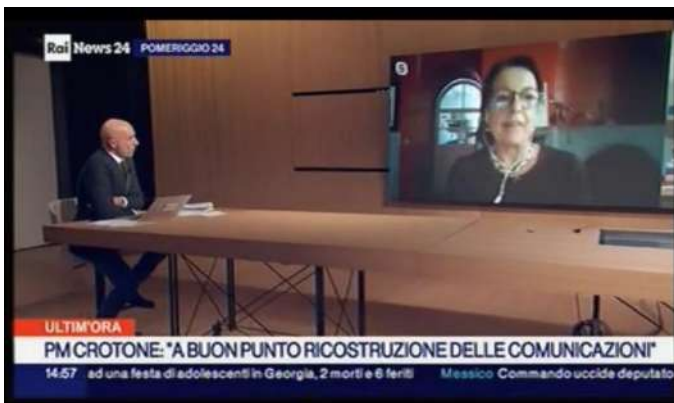 Rai News 24 POMERIGGIO 24
ULTIM'ORA
PM CROTONE: "A BUON PUNTO RICOSTRUZIONE DELLE COMUNICAZIONI"
14:57 ad una festa di adolescenti in Georgia, 2 morti e 6 feriti Messico Commando uccide deputato